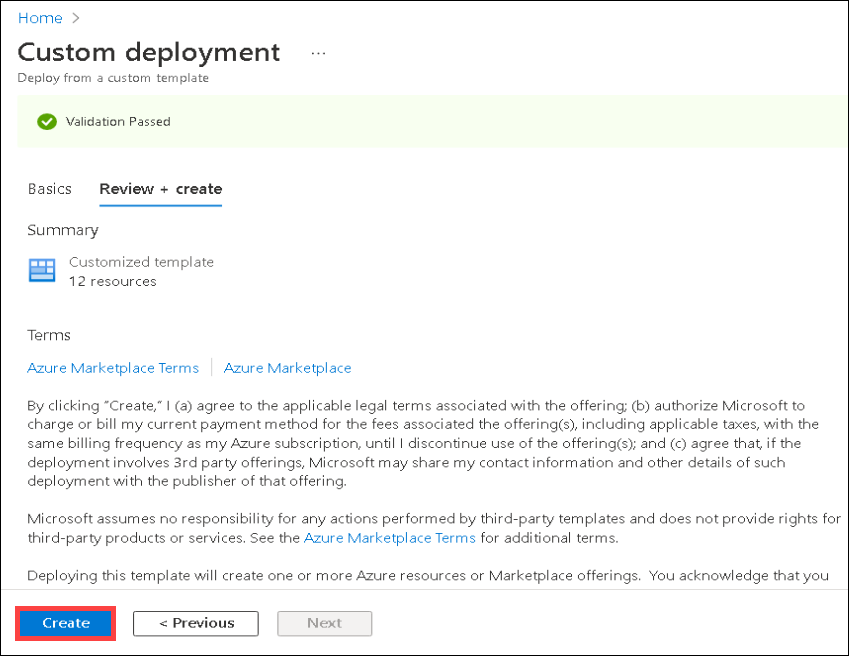 Home >
Custom deployment ...
Deploy from a custom template
Validation Passed
Basics Review + create
Summary
Customized template
12 resources
Terms
Azure Marketplace Terms Azure Marketplace
By clicking “Create,” I (a) agree to the applicable legal terms associated with the offering; (b) authorize Microsoft to
charge or bill my current payment method for the fees associated the offering(s), including applicable taxes, with the
same billing frequency as my Azure subscription, until I discontinue use of the offering(s); and (c) agree that, if the
deployment involves 3rd party offerings, Microsoft may share my contact information and other details of such
deployment with the publisher of that offering.
Microsoft assumes no responsibility for any actions performed by third-party templates and does not provide rights for
third-party products or services. See the Azure Marketplace Terms for additional terms.
Deploying this template will create one or more Azure resources or Marketplace offerings. You acknowledge that you
Create < Previous Next